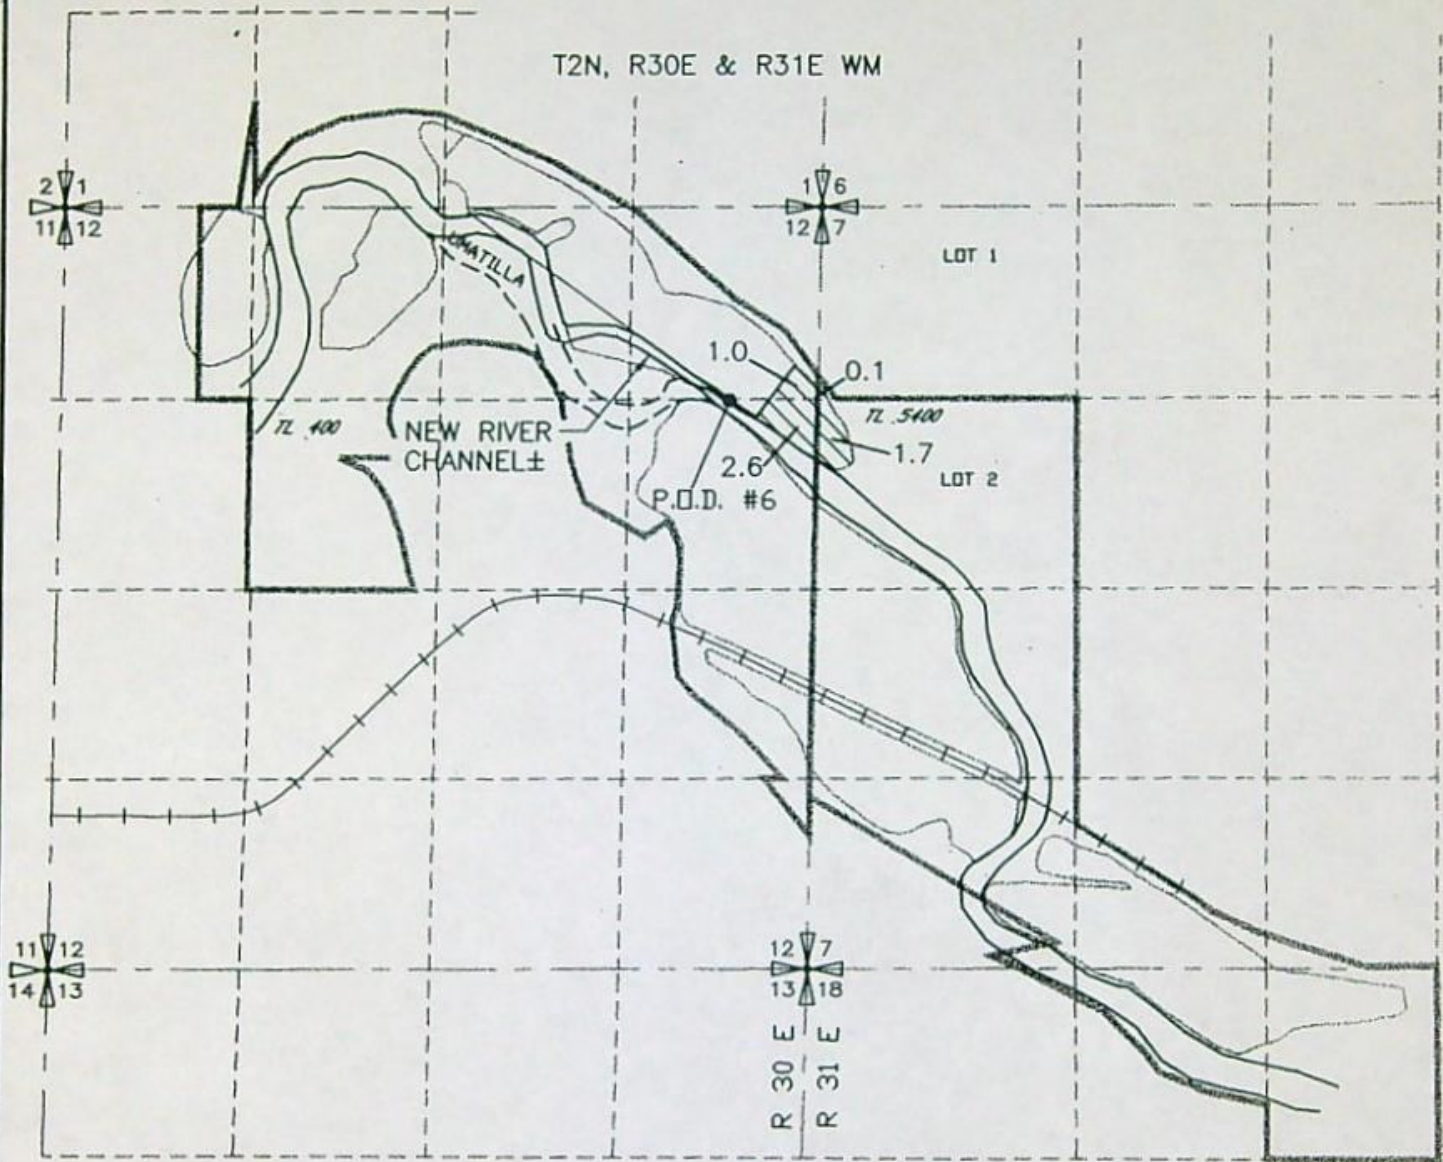 T2N, R30E & R31E WM
2 1
11 12
1 6
12 7
LOT 1
UMATILLA
1.0
0.1
TL 400
NEW RIVER
CHANNEL±
TL 5400
1.7
2.6
LOT 2
P.O.D. #6
11 12
14 13
12 7
13 18
R 30 E
R 31 E